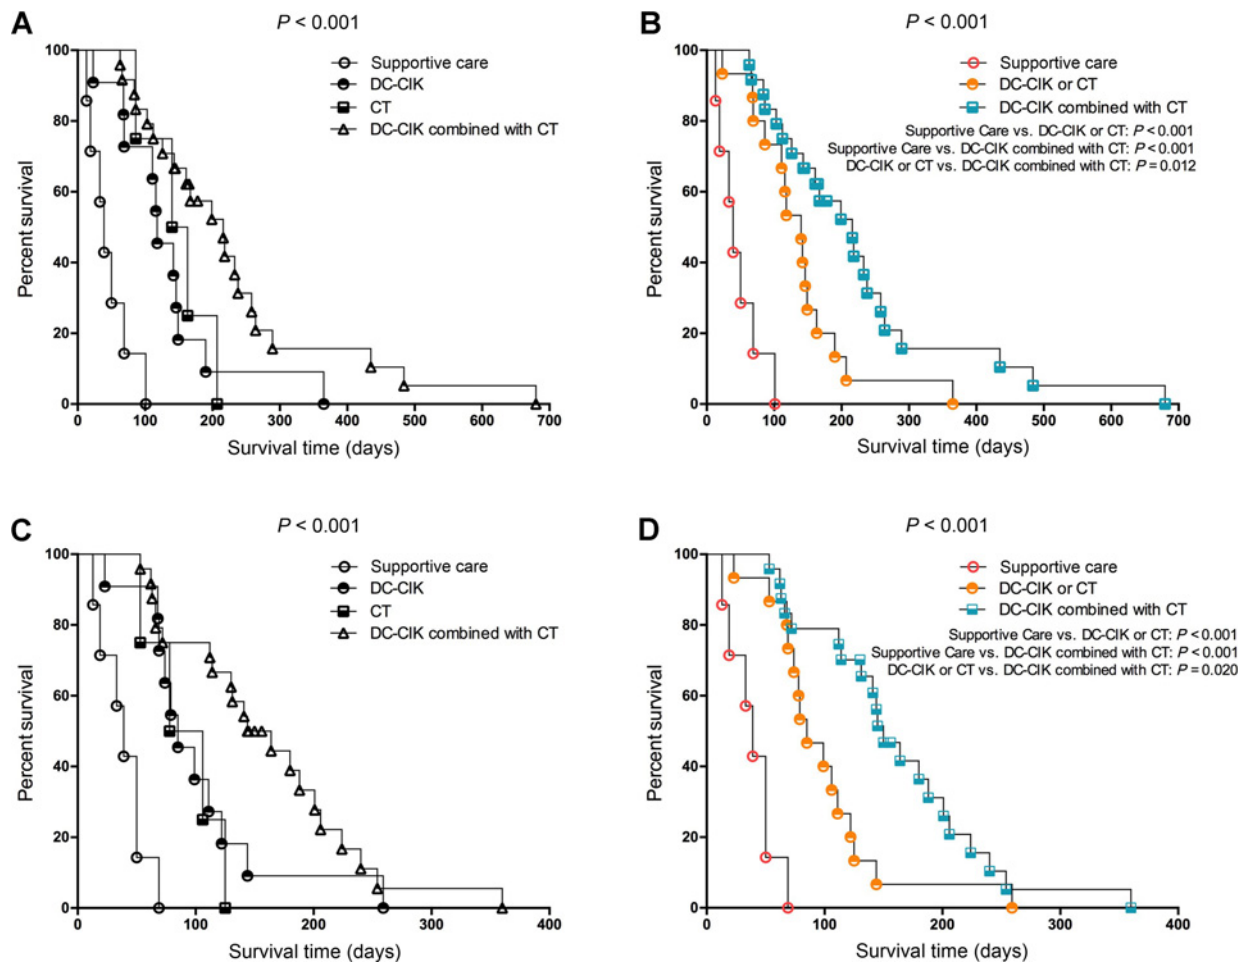 A
P < 0.001
100
80
60
40
20
0
Percent survival
0 100 200 300 400 500 600 700
Survival time (days)
Supportive care
DC-CIK
CT
DC-CIK combined with CT
B
P < 0.001
100
80
60
40
20
0
Percent survival
0 100 200 300 400 500 600 700
Survival time (days)
Supportive care
DC-CIK or CT
DC-CIK combined with CT
Supportive Care vs. DC-CIK or CT: P < 0.001
Supportive Care vs. DC-CIK combined with CT: P < 0.001
DC-CIK or CT vs. DC-CIK combined with CT: P = 0.012
C
P < 0.001
100
80
60
40
20
0
Percent survival
0 100 200 300 400
Survival time (days)
Supportive care
DC-CIK
CT
DC-CIK combined with CT
D
P < 0.001
100
80
60
40
20
0
Percent survival
0 100 200 300 400
Survival time (days)
Supportive care
DC-CIK or CT
DC-CIK combined with CT
Supportive Care vs. DC-CIK or CT: P < 0.001
Supportive Care vs. DC-CIK combined with CT: P < 0.001
DC-CIK or CT vs. DC-CIK combined with CT: P = 0.020